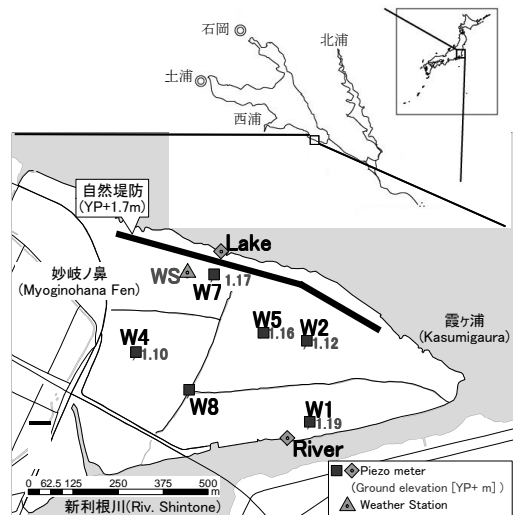 石岡
北浦
土浦
西浦
自然堤防
(YP+1.7m)
Lake
妙岐ノ鼻
(Myoginohana Fen)
WS
W7
1.17
霞ヶ浦
(Kasumigaura)
W5
1.16
W2
1.12
W4
1.10
W8
W1
1.19
River
0 62.5 125 250 375 500
m
新利根川(Riv. Shintone)
Piezo meter
(Ground elevation [YP+ m])
Weather Station